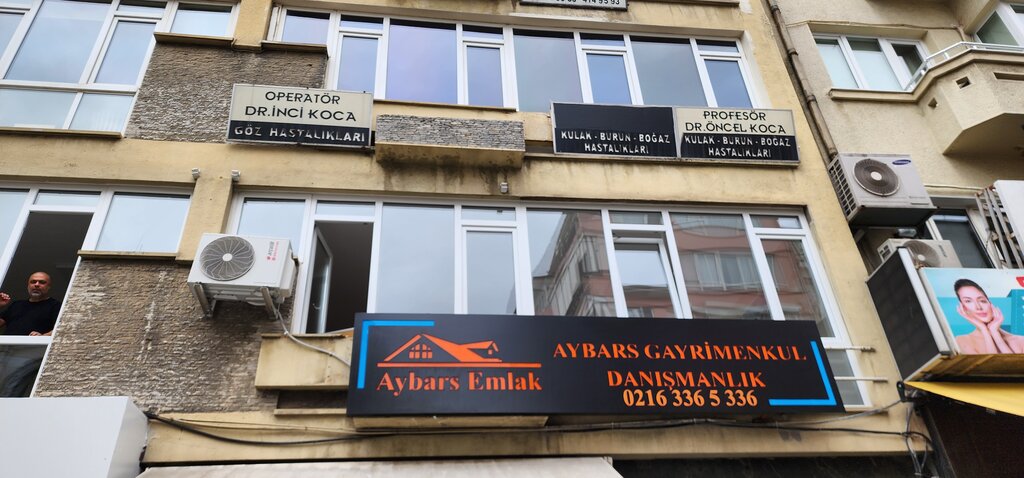 OPERATÖR
DR.İNCİ KOCA
GÖZ HASTALIKLARI
KULAK - BURUN - BOĞAZ
HASTALIKLARI
PROFESÖR
DR.ÖNCEL KOCA
KULAK - BURUN - BOĞAZ
HASTALIKLARI
SAMSUNG
Aybars Emlak
AYBARS GAYRİMENKUL
DANIŞMANLIK
0216 336 5 336